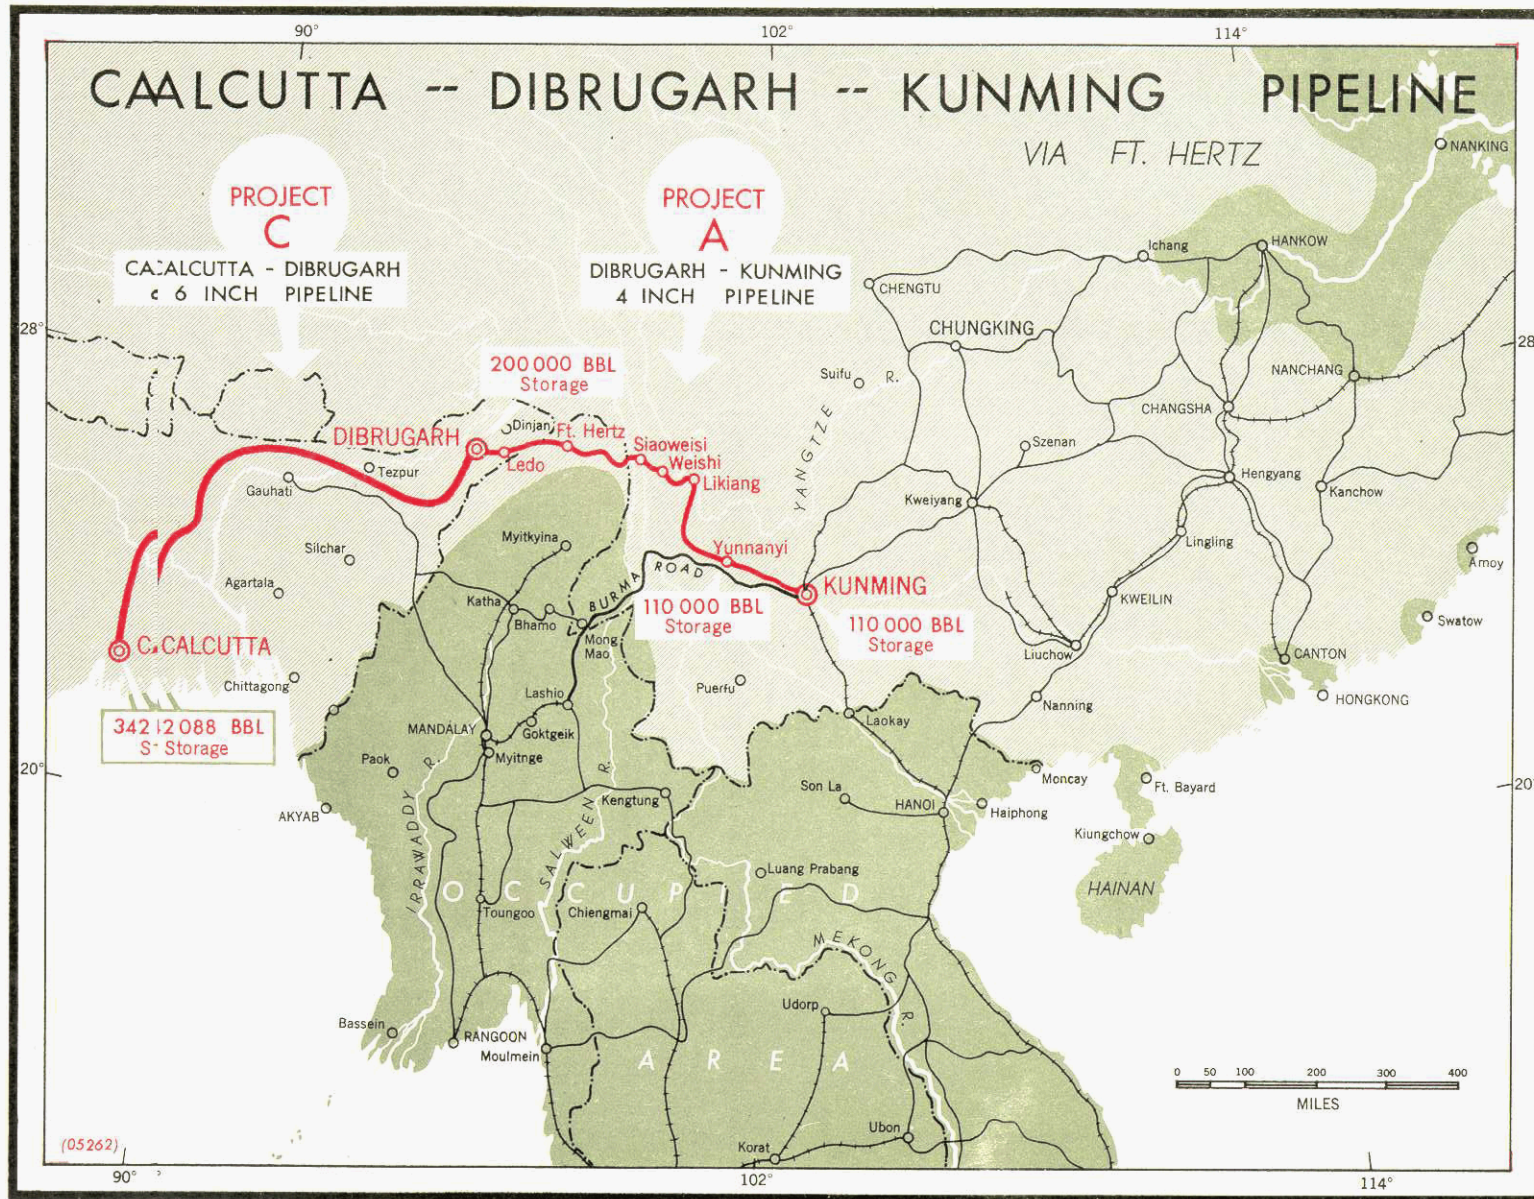 90° 102° 114°
CAALCUTTA -- DIBRUGARH -- KUNMING PIPELINE
VIA FT. HERTZ
NANKING
PROJECT
C
CACALCUTTA - DIBRUGARH
6 INCH PIPELINE
PROJECT
A
DIBRUGARH - KUNMING
4 INCH PIPELINE
Ichang
HANKOW
CHENGTU
28°
28
CHUNGKING
200 000 BBL
Storage
Suifu
R.
YANGTZE
NANCHANG
CHANGSHA
DIBRUGARH
Dinjan
Ft. Hertz
Ledo
Siaoweisi
Weishi
Likiang
Szenan
Tezpur
Gauhati
Hengyang
Kanchow
Kweiyang
Silchar
Myitkyina
Yunnanyi
Lingling
Amoy
Agartala
BURMA ROAD
KUNMING
KWEILIN
Katha
Bhamo
110 000 BBL
Storage
110 000 BBL
Storage
Swatow
C.CALCUTTA
Mong
Mao
Liuchow
CANTON
Chittagong
Lashio
Puerfu
Nanning
HONGKONG
34212088 BBL
S- Storage
MANDALAY
Goktgeik
Laokay
Paok
Myitnge
IRRAWADDY R.
SALWEEN R.
20°
20
Moncay
Ft. Bayard
Son La
HANOI
Haiphong
AKYAB
Kengtung
Kiungchow
HAINAN
Luang Prabang
OCCUPIED
Toungoo
Chiengmai
MEKONG R.
Udorp
Bassein
RANGOON
Moulmein
AREA
0 50 100 200 300 400
MILES
(05262)
Korat
Ubon
90° 102° 114°